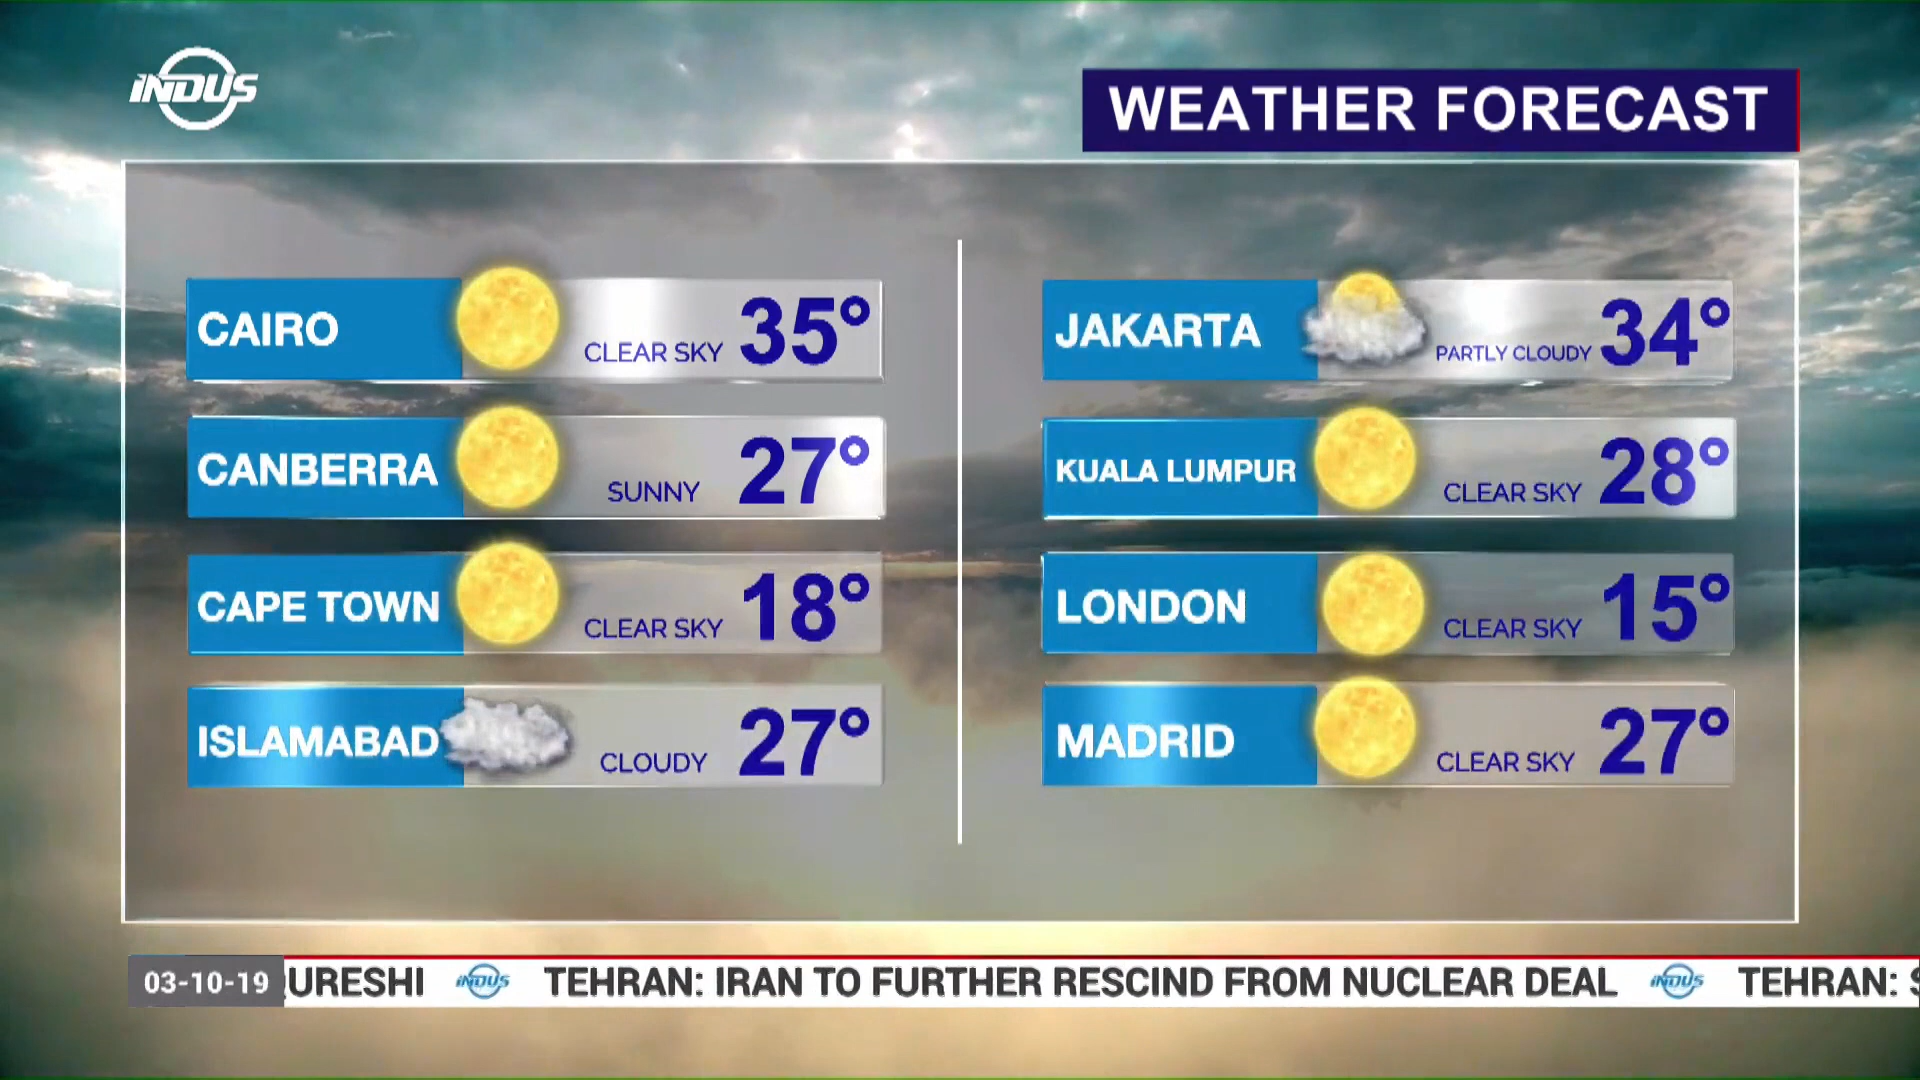 INDUS
WEATHER FORECAST
CAIRO CLEAR SKY 35°
CANBERRA SUNNY 27°
CAPE TOWN CLEAR SKY 18°
ISLAMABAD CLOUDY 27°
JAKARTA PARTLY CLOUDY 34°
KUALA LUMPUR CLEAR SKY 28°
LONDON CLEAR SKY 15°
MADRID CLEAR SKY 27°
03-10-19 URESHI INDUS TEHRAN: IRAN TO FURTHER RESCIND FROM NUCLEAR DEAL INDUS TEHRAN: